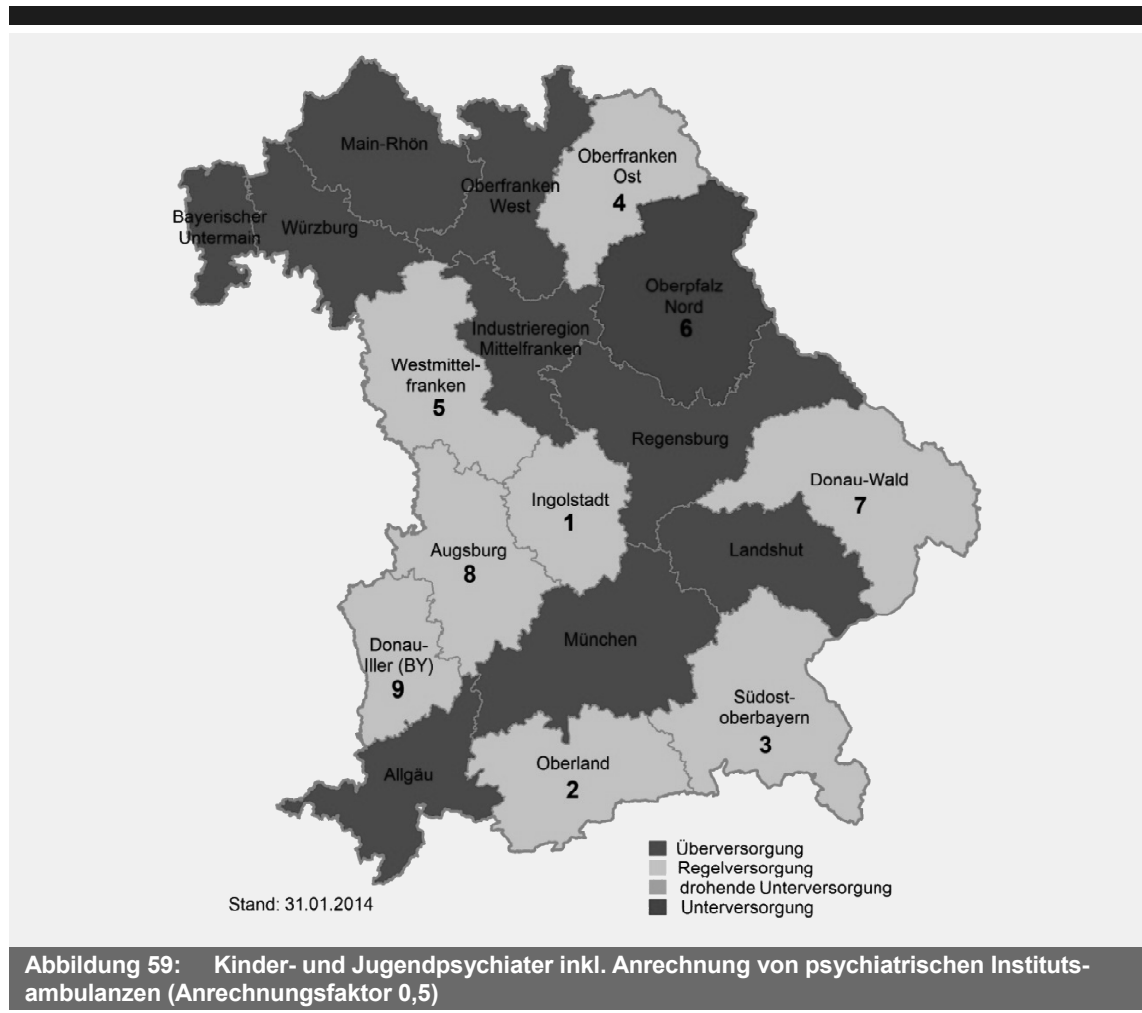 Main-Rhön
Oberfranken
Ost
4
Oberfranken
West
Bayerischer
Untermain
Würzburg
Oberpfalz
Nord
6
Industrieregion
Mittelfranken
Westmittel-
franken
5
Regensburg
Donau-Wald
7
Ingolstadt
1
Augsburg
8
Landshut
München
Donau-
Iller (BY)
9
Südost-
oberbayern
3
Oberland
2
Allgäu
Überversorgung
Regelversorgung
drohende Unterversorgung
Unterversorgung
Stand: 31.01.2014
Abbildung 59: Kinder- und Jugendpsychiater inkl. Anrechnung von psychiatrischen Instituts-
ambulanzen (Anrechnungsfaktor 0,5)